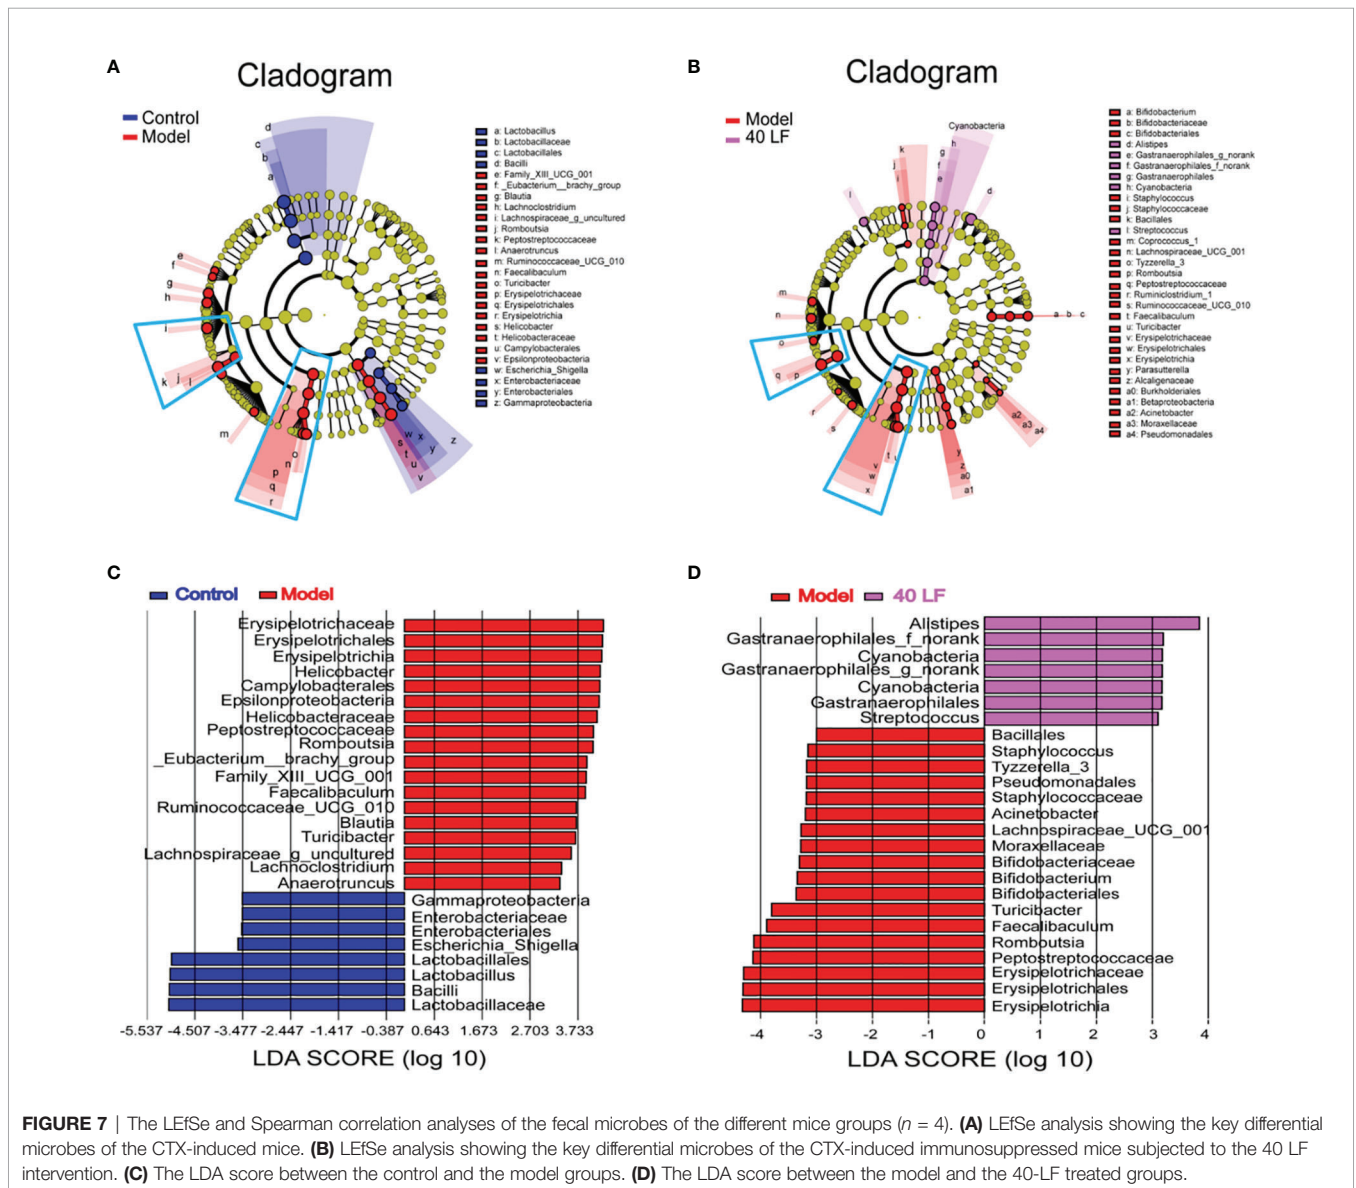 A
Cladogram
Control
Model
d
c
b
a
e
f
g
h
i
k
j
l
m
o
n
p
q
r
w
x
z
s
y
t
u
v
a: Lactobacillus
b: Lactobacillaceae
c: Lactobacillales
d: Bacilli
e: Family_XIII_UCG_001
f: _Eubacterium__brachy_group
g: Blautia
h: Lachnoclostridium
i: Lachnospiraceae_g_uncultured
j: Romboutsia
k: Peptostreptococcaceae
l: Anaerotruncus
m: Ruminococcaceae_UCG_010
n: Faecalibaculum
o: Turicibacter
p: Erysipelotrichaceae
q: Erysipelotrichales
r: Erysipelotrichia
s: Helicobacter
t: Helicobacteraceae
u: Campylobacterales
v: Epsilonproteobacteria
w: Escherichia_Shigella
x: Enterobacteriaceae
y: Enterobacteriales
z: Gammaproteobacteria
B
Cladogram
Model
40 LF
Cyanobacteria
h
k
g
j
f
i
e
d
l
m
n
a b c
o
q p
r
s
t u
v
w
x
y
z
a0
a1
a2
a3
a4
a: Bifidobacterium
b: Bifidobacteriaceae
c: Bifidobacteriales
d: Alistipes
e: Gastranaerophilales_g_norank
f: Gastranaerophilales_f_norank
g: Gastranaerophilales
h: Cyanobacteria
i: Staphylococcus
j: Staphylococcaceae
k: Bacillales
l: Streptococcus
m: Coprococcus_1
n: Lachnospiraceae_UCG_001
o: Tyzzerella_3
p: Romboutsia
q: Peptostreptococcaceae
r: Ruminiclostridium_1
s: Ruminococcaceae_UCG_010
t: Faecalibaculum
u: Turicibacter
v: Erysipelotrichaceae
w: Erysipelotrichales
x: Erysipelotrichia
y: Parasutterella
z: Alcaligenaceae
a0: Burkholderiales
a1: Betaproteobacteria
a2: Acinetobacter
a3: Moraxellaceae
a4: Pseudomonadales
C
Control
Model
Erysipelotrichaceae
Erysipelotrichales
Erysipelotrichia
Helicobacter
Campylobacterales
Epsilonproteobacteria
Helicobacteraceae
Peptostreptococcaceae
Romboutsia
_Eubacterium__brachy_group
Family_XIII_UCG_001
Faecalibaculum
Ruminococcaceae_UCG_010
Blautia
Turicibacter
Lachnospiraceae_g_uncultured
Lachnoclostridium
Anaerotruncus
Gammaproteobacteria
Enterobacteriaceae
Enterobacteriales
Escherichia_Shigella
Lactobacillales
Lactobacillus
Bacilli
Lactobacillaceae
-5.537 -4.507 -3.477 -2.447 -1.417 -0.387 0.643 1.673 2.703 3.733
LDA SCORE (log 10)
D
Model
40 LF
Alistipes
Gastranaerophilales_f_norank
Cyanobacteria
Gastranaerophilales_g_norank
Cyanobacteria
Gastranaerophilales
Streptococcus
Bacillales
Staphylococcus
Tyzzerella_3
Pseudomonadales
Staphylococcaceae
Acinetobacter
Lachnospiraceae_UCG_001
Moraxellaceae
Bifidobacteriaceae
Bifidobacterium
Bifidobacteriales
Turicibacter
Faecalibaculum
Romboutsia
Peptostreptococcaceae
Erysipelotrichaceae
Erysipelotrichales
Erysipelotrichia
-4 -3 -2 -1 0 1 2 3 4
LDA SCORE (log 10)
FIGURE 7 | The LEfSe and Spearman correlation analyses of the fecal microbes of the different mice groups (n = 4). (A) LEfSe analysis showing the key differential
microbes of the CTX-induced mice. (B) LEfSe analysis showing the key differential microbes of the CTX-induced immunosuppressed mice subjected to the 40 LF
intervention. (C) The LDA score between the control and the model groups. (D) The LDA score between the model and the 40-LF treated groups.